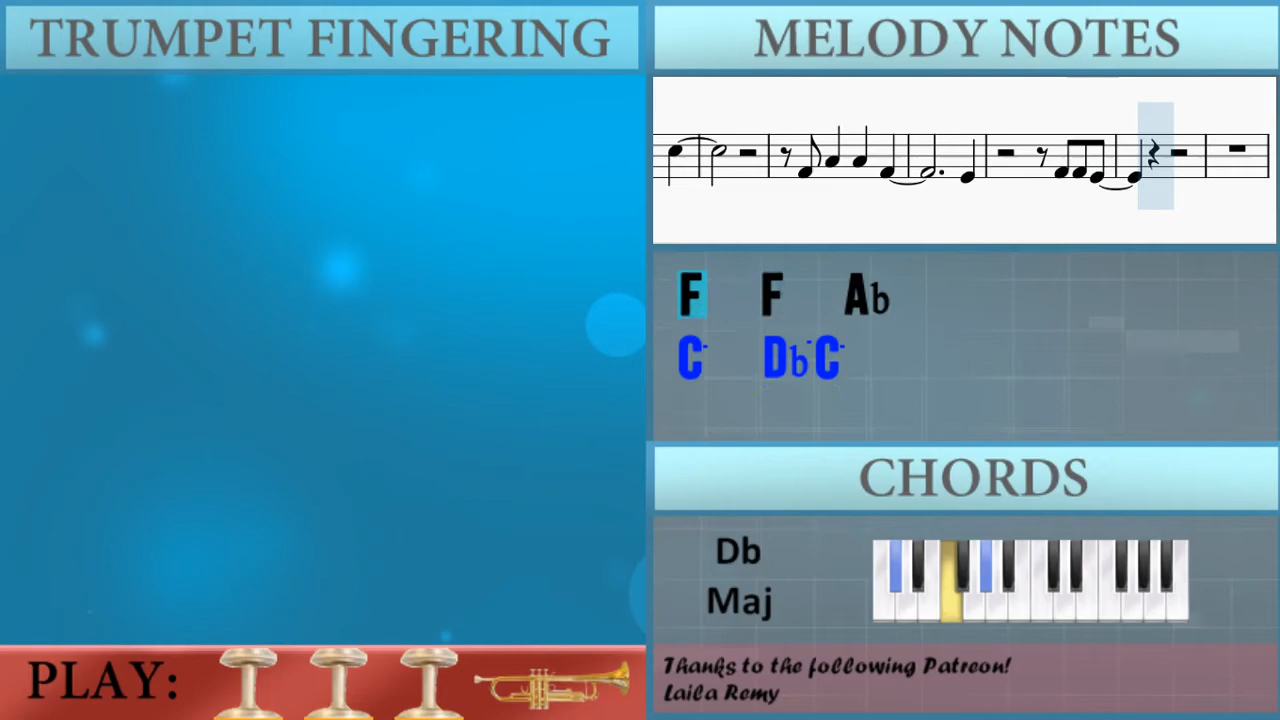 TRUMPET FINGERING
MELODY NOTES
F F Ab
C- Db-C-
CHORDS
Db
Maj
PLAY:
Thanks to the following Patreon!
Laila Remy